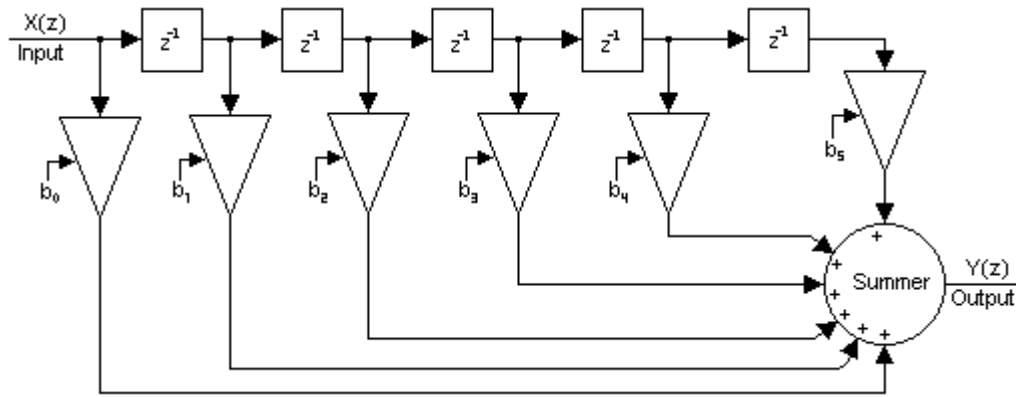 X(z)
Input
z⁻¹
z⁻¹
z⁻¹
z⁻¹
z⁻¹
b₀
b₁
b₂
b₃
b₄
b₅
+
+
+
+
+
+
Summer
Y(z)
Output